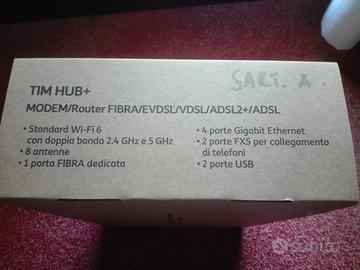 SART. A.
TIM HUB+
MODEM/Router FIBRA/EVDSL/VDSL/ADSL2+/ADSL
• Standard Wi-Fi 6
con doppia banda 2.4 GHz e 5 GHz
• 8 antenne
• 1 porta FIBRA dedicata
• 4 porte Gigabit Ethernet
• 2 porte FXS per collegamento
di telefoni
• 2 porte USB
subito